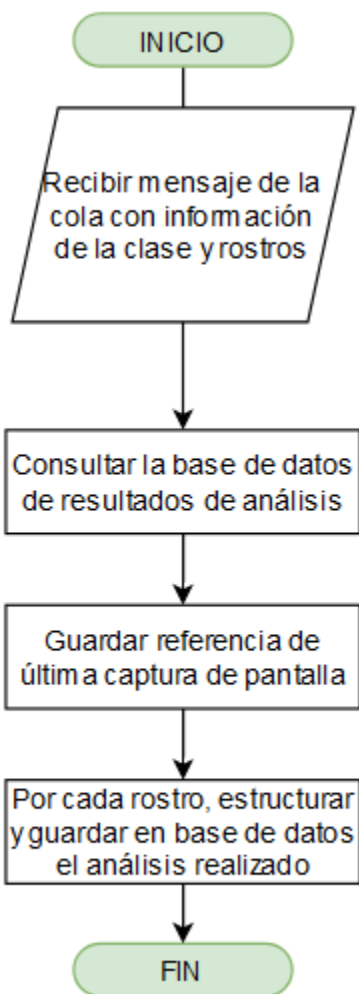 INICIO
Recibir mensaje de la
cola con información
de la clase y rostros
Consultar la base de datos
de resultados de análisis
Guardar referencia de
última captura de pantalla
Por cada rostro, estructurar
y guardar en base de datos
el análisis realizado
FIN